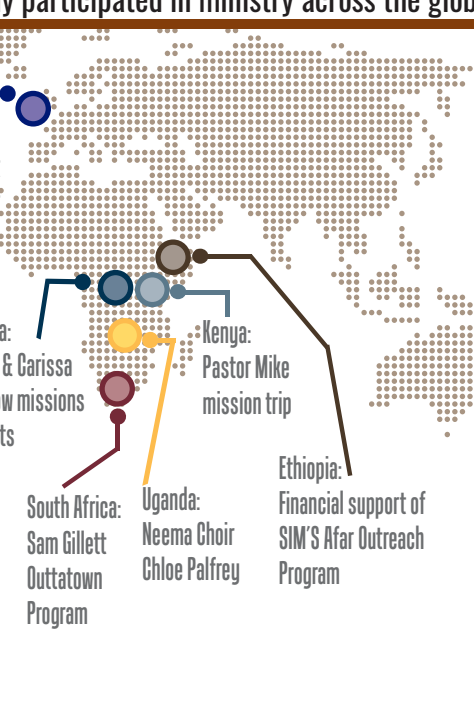 participated in ministry across the
a:
& Carissa
missions
ts
Kenya:
Pastor Mike
mission trip
South Africa:
Sam Gillett
Outtatown
Program
Uganda:
Neema Choir
Chloe Palfrey
Ethiopia:
Financial support of
SIM'S Afar Outreach
Program